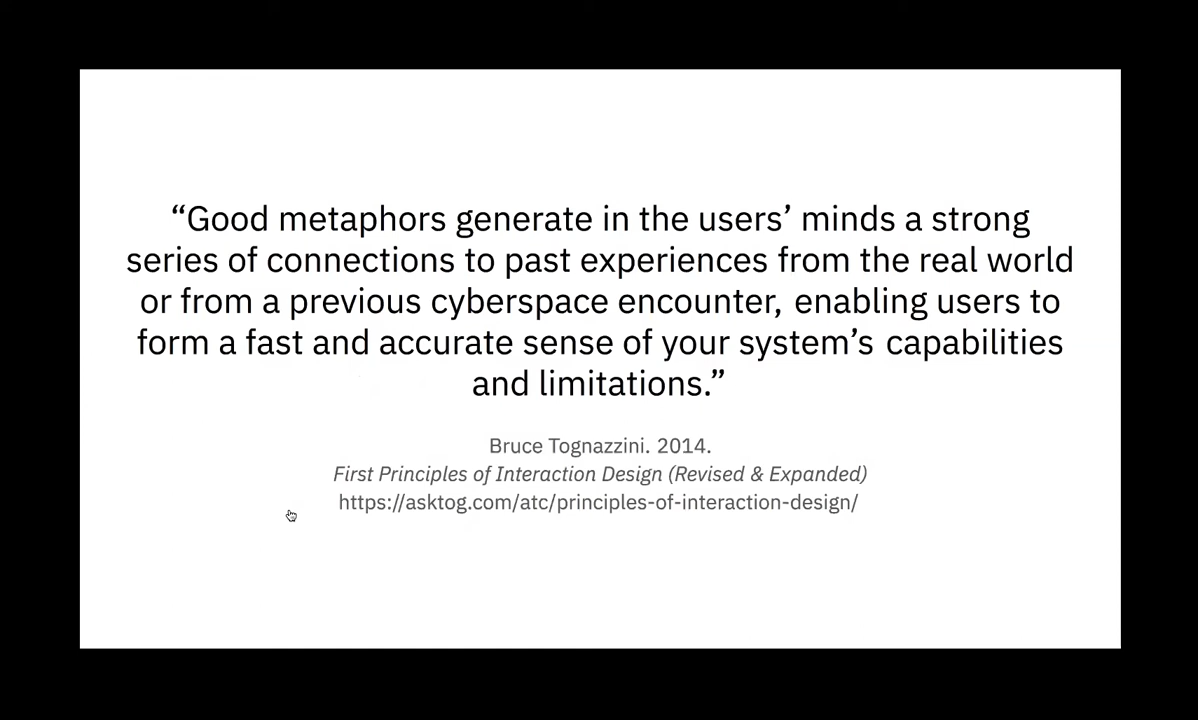 “Good metaphors generate in the users’ minds a strong
series of connections to past experiences from the real world
or from a previous cyberspace encounter, enabling users to
form a fast and accurate sense of your system’s capabilities
and limitations.”
Bruce Tognazzini. 2014.
First Principles of Interaction Design (Revised & Expanded)
https://asktog.com/atc/principles-of-interaction-design/